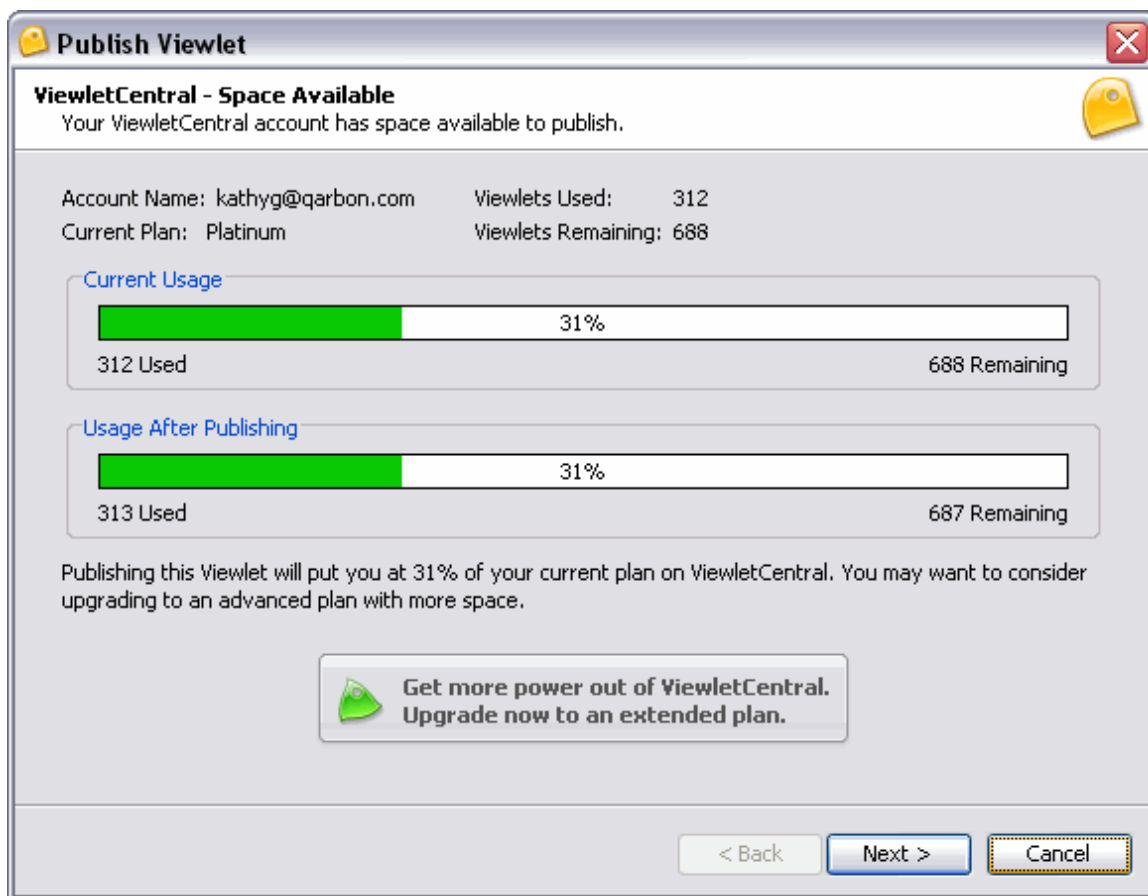 Publish Viewlet
ViewletCentral - Space Available
Your ViewletCentral account has space available to publish.
Account Name: kathyg@qarbon.com Viewlets Used: 312
Current Plan: Platinum Viewlets Remaining: 688
Current Usage
31%
312 Used 688 Remaining
Usage After Publishing
31%
313 Used 687 Remaining
Publishing this Viewlet will put you at 31% of your current plan on ViewletCentral. You may want to consider
upgrading to an advanced plan with more space.
Get more power out of ViewletCentral.
Upgrade now to an extended plan.
< Back Next > Cancel